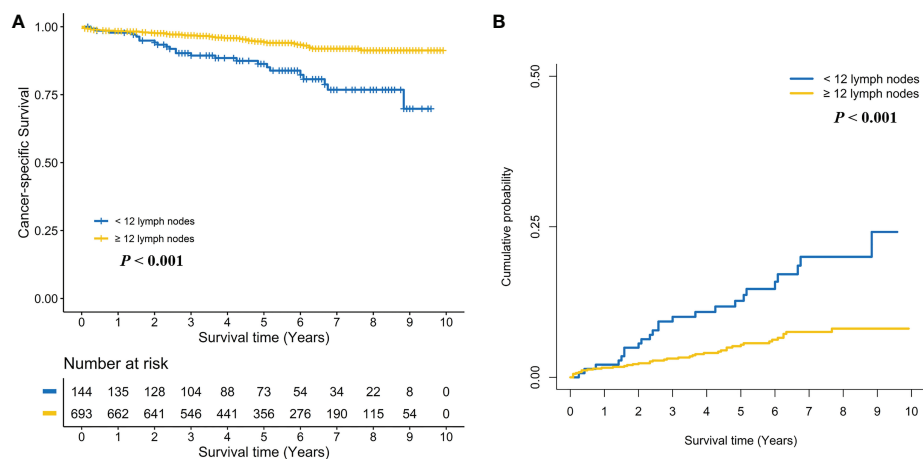 A
1.00
0.75
0.50
0.25
0.00
Cancer-specific Survival
< 12 lymph nodes
≥ 12 lymph nodes
P < 0.001
0 1 2 3 4 5 6 7 8 9 10
Survival time (Years)
Number at risk
144 135 128 104 88 73 54 34 22 8 0
693 662 641 546 441 356 276 190 115 54 0
0 1 2 3 4 5 6 7 8 9 10
Survival time (Years)
B
0.50
0.25
0.00
Cumulative probability
< 12 lymph nodes
≥ 12 lymph nodes
P < 0.001
0 1 2 3 4 5 6 7 8 9 10
Survival time (Years)